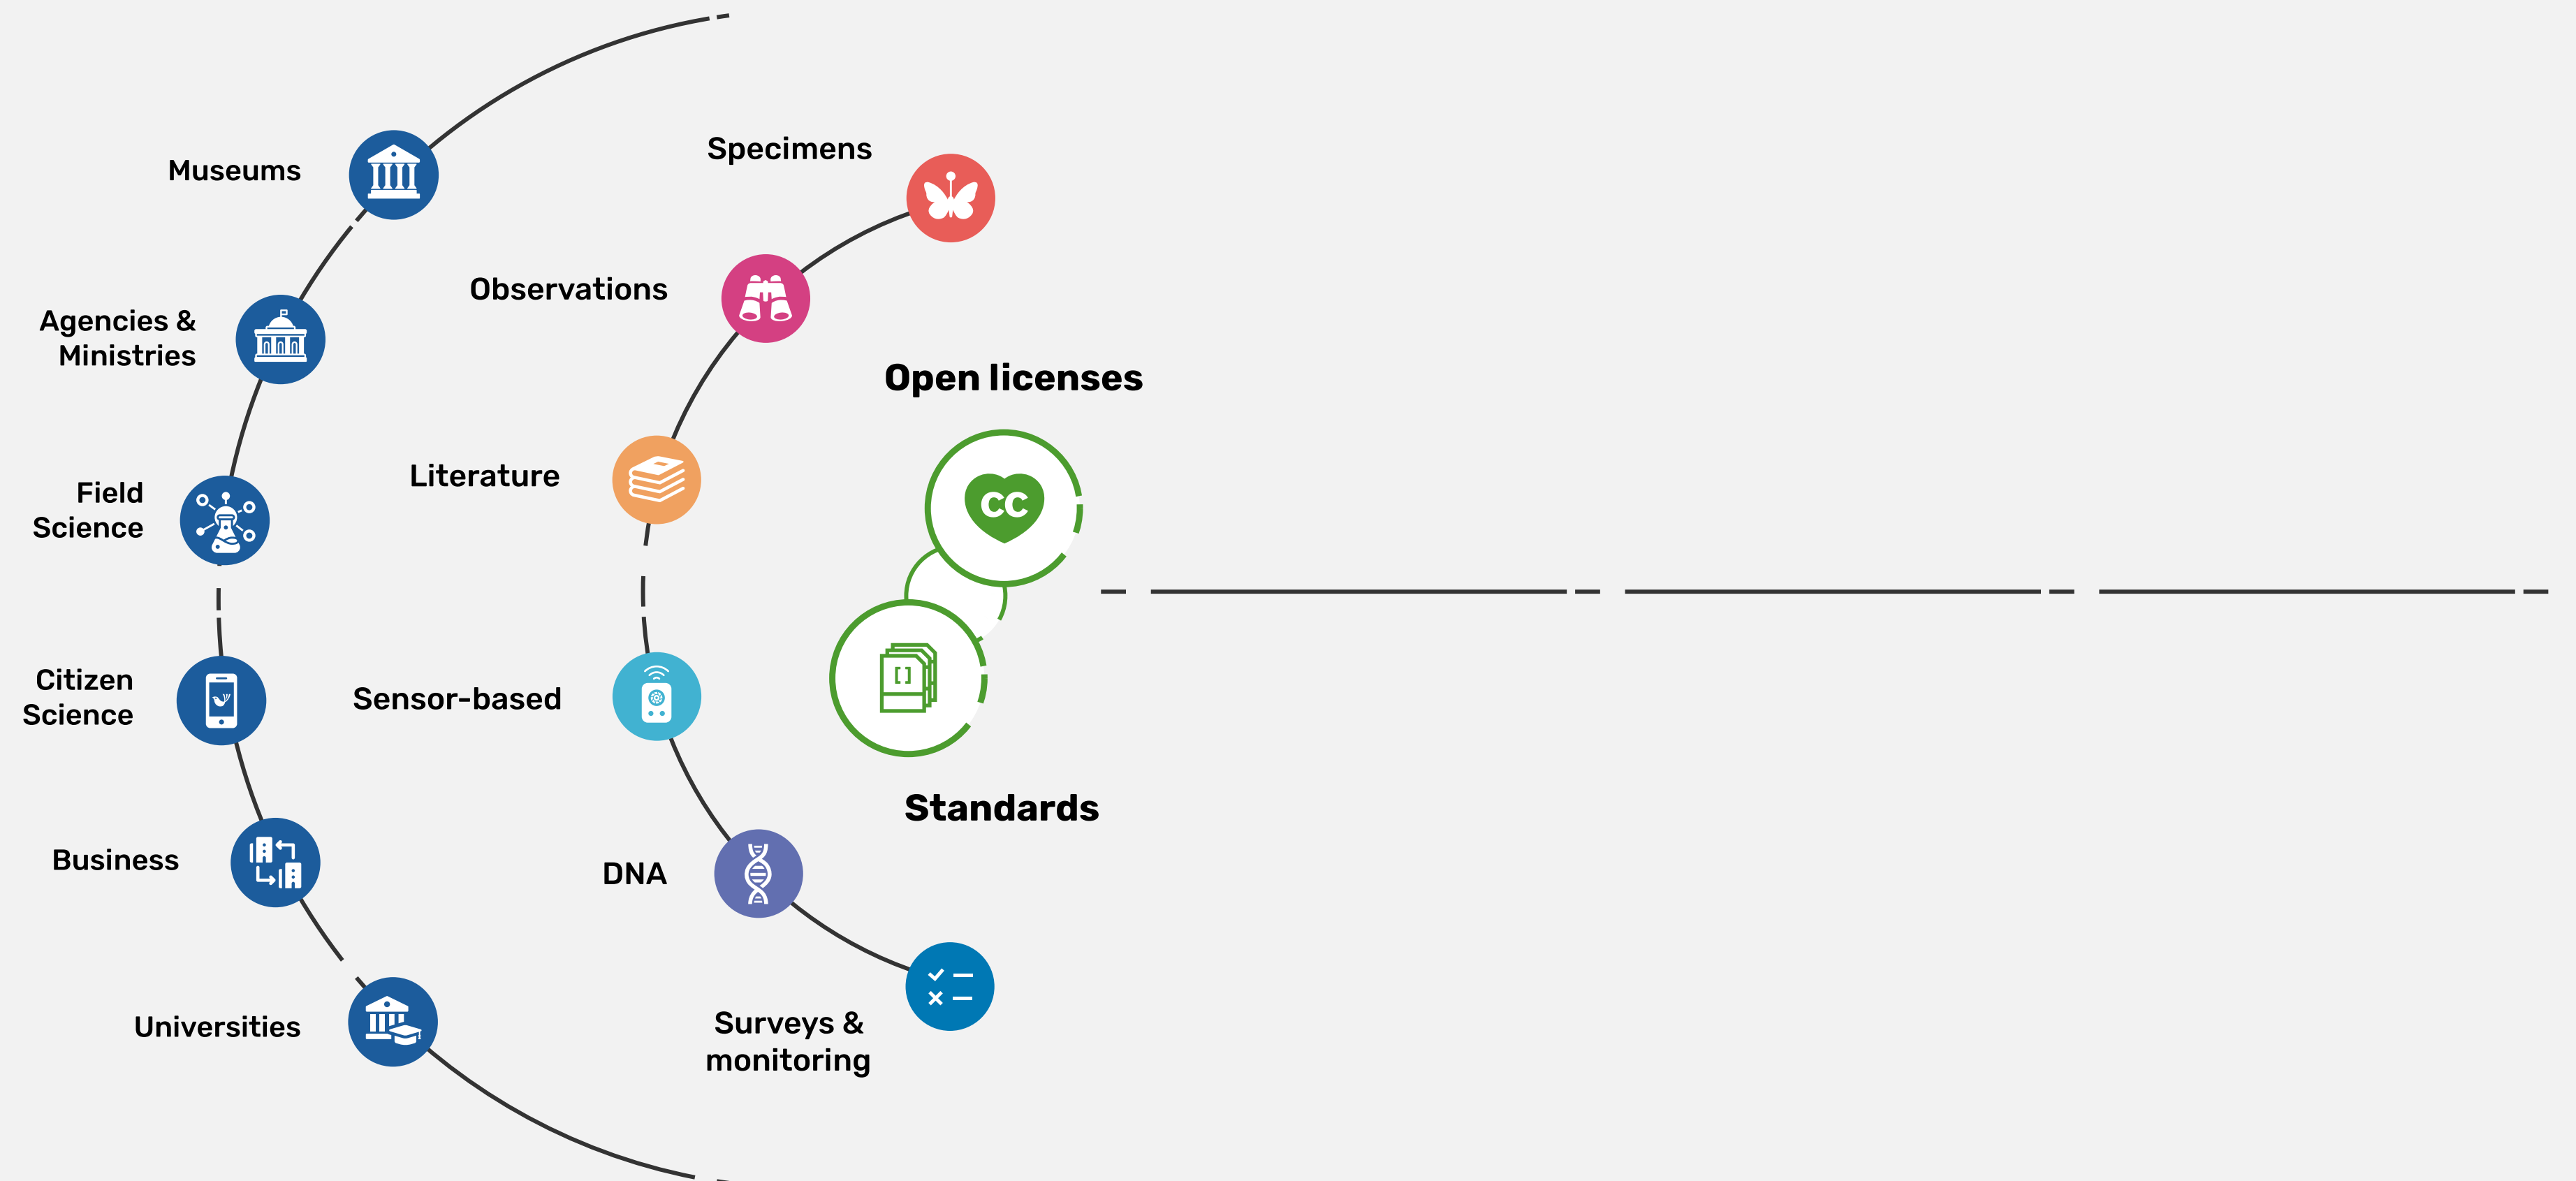 Museums
Agencies &
Ministries
Field
Science
Citizen
Science
Business
Universities
Specimens
Observations
Literature
Sensor-based
DNA
Surveys &
monitoring
Open licenses
CC
[ ]
Standards